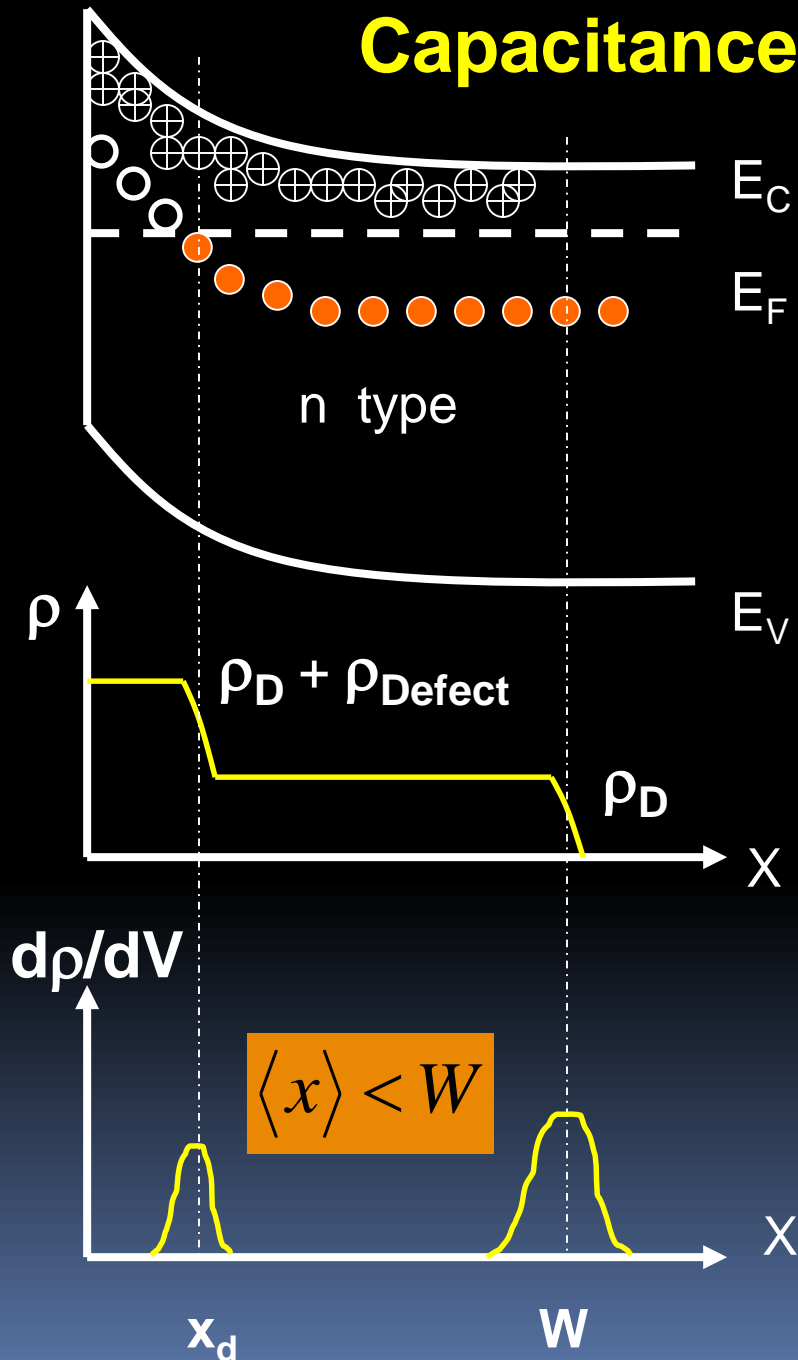 Capacitance
E_C
E_F
n type
E_V
ρ
ρ_D + ρ_Defect
ρ_D
X
dρ/dV
⟨x⟩ < W
X
x_d
W